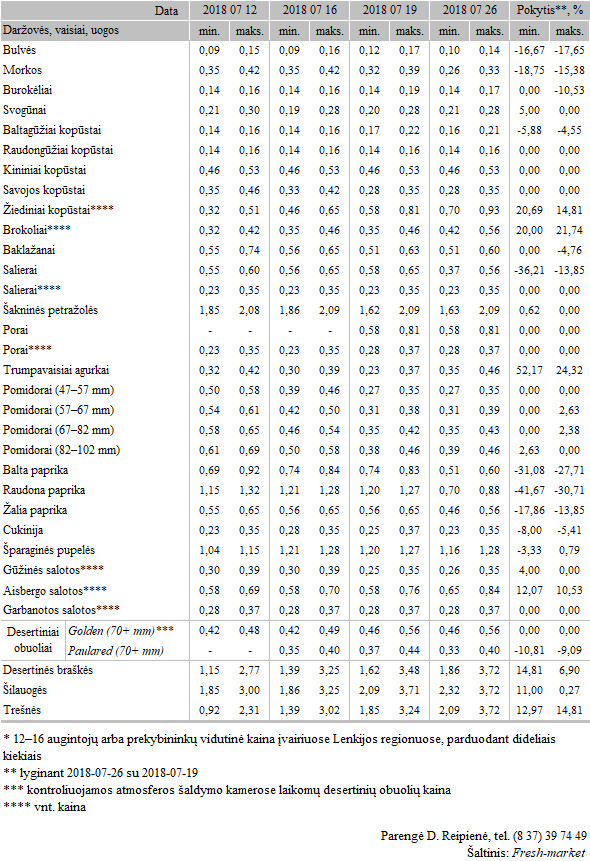 Data 2018 07 12 2018 07 16 2018 07 19 2018 07 26 Pokytis**, %
Daržovės, vaisiai, uogos min. maks. min. maks. min. maks. min. maks. min. maks.
Bulvės 0,09 0,15 0,09 0,16 0,12 0,17 0,10 0,14 -16,67 -17,65
Morkos 0,35 0,42 0,35 0,42 0,32 0,39 0,26 0,33 -18,75 -15,38
Burokėliai 0,14 0,16 0,14 0,16 0,14 0,19 0,14 0,17 0,00 -10,53
Svogūnai 0,21 0,30 0,19 0,28 0,20 0,28 0,21 0,28 5,00 0,00
Baltagūžiai kopūstai 0,14 0,16 0,14 0,16 0,17 0,22 0,16 0,21 -5,88 -4,55
Raudongūžiai kopūstai 0,14 0,16 0,14 0,16 0,14 0,16 0,14 0,16 0,00 0,00
Kininiai kopūstai 0,46 0,53 0,46 0,53 0,46 0,53 0,46 0,53 0,00 0,00
Savojos kopūstai 0,35 0,46 0,33 0,42 0,28 0,35 0,28 0,35 0,00 0,00
Žiediniai kopūstai**** 0,32 0,51 0,46 0,65 0,58 0,81 0,70 0,93 20,69 14,81
Brokoliai**** 0,32 0,42 0,35 0,46 0,35 0,46 0,42 0,56 20,00 21,74
Baklažanai 0,55 0,74 0,56 0,65 0,51 0,63 0,51 0,60 0,00 -4,76
Salierai 0,55 0,60 0,56 0,65 0,58 0,65 0,37 0,56 -36,21 -13,85
Salierai**** 0,23 0,35 0,23 0,35 0,23 0,35 0,23 0,35 0,00 0,00
Šakninės petražolės 1,85 2,08 1,86 2,09 1,62 2,09 1,63 2,09 0,62 0,00
Porai - - - - 0,58 0,81 0,58 0,81 0,00 0,00
Porai**** 0,23 0,35 0,23 0,35 0,28 0,37 0,28 0,37 0,00 0,00
Trumpavaisiai agurkai 0,32 0,42 0,30 0,39 0,23 0,37 0,35 0,46 52,17 24,32
Pomidorai (47–57 mm) 0,50 0,58 0,39 0,46 0,27 0,35 0,27 0,35 0,00 0,00
Pomidorai (57–67 mm) 0,54 0,61 0,42 0,50 0,31 0,38 0,31 0,39 0,00 2,63
Pomidorai (67–82 mm) 0,58 0,65 0,46 0,54 0,35 0,42 0,35 0,43 0,00 2,38
Pomidorai (82–102 mm) 0,61 0,69 0,50 0,58 0,38 0,46 0,39 0,46 2,63 0,00
Balta paprika 0,69 0,92 0,74 0,84 0,74 0,83 0,51 0,60 -31,08 -27,71
Raudona paprika 1,15 1,32 1,21 1,28 1,20 1,27 0,70 0,88 -41,67 -30,71
Žalia paprika 0,55 0,65 0,56 0,65 0,56 0,65 0,46 0,56 -17,86 -13,85
Cukinija 0,23 0,35 0,28 0,35 0,25 0,37 0,23 0,35 -8,00 -5,41
Šparaginės pupelės 1,04 1,15 1,21 1,28 1,20 1,27 1,16 1,28 -3,33 0,79
Gūžinės salotos**** 0,30 0,39 0,30 0,39 0,25 0,35 0,26 0,35 4,00 0,00
Aisbergo salotos**** 0,58 0,69 0,58 0,70 0,58 0,76 0,65 0,84 12,07 10,53
Garbanotos salotos**** 0,28 0,37 0,28 0,37 0,28 0,37 0,28 0,37 0,00 0,00
Desertiniai obuoliai Golden (70+ mm)*** 0,42 0,48 0,42 0,49 0,46 0,56 0,46 0,56 0,00 0,00
Paulared (70+ mm) - - 0,35 0,40 0,37 0,44 0,33 0,40 -10,81 -9,09
Desertinės braškės 1,15 2,77 1,39 3,25 1,62 3,48 1,86 3,72 14,81 6,90
Šilauogės 1,85 3,00 1,86 3,25 2,09 3,71 2,32 3,72 11,00 0,27
Trešnės 0,92 2,31 1,39 3,02 1,85 3,24 2,09 3,72 12,97 14,81
* 12–16 augintojų arba prekybininkų vidutinė kaina įvairiuose Lenkijos regionuose, parduodant dideliais
kiekiais
** lyginant 2018-07-26 su 2018-07-19
*** kontroliuojamos atmosferos šaldymo kamerose laikomų desertinių obuolių kaina
**** vnt. kaina
Parengė D. Reipienė, tel. (8 37) 39 74 49
Šaltinis: Fresh-market